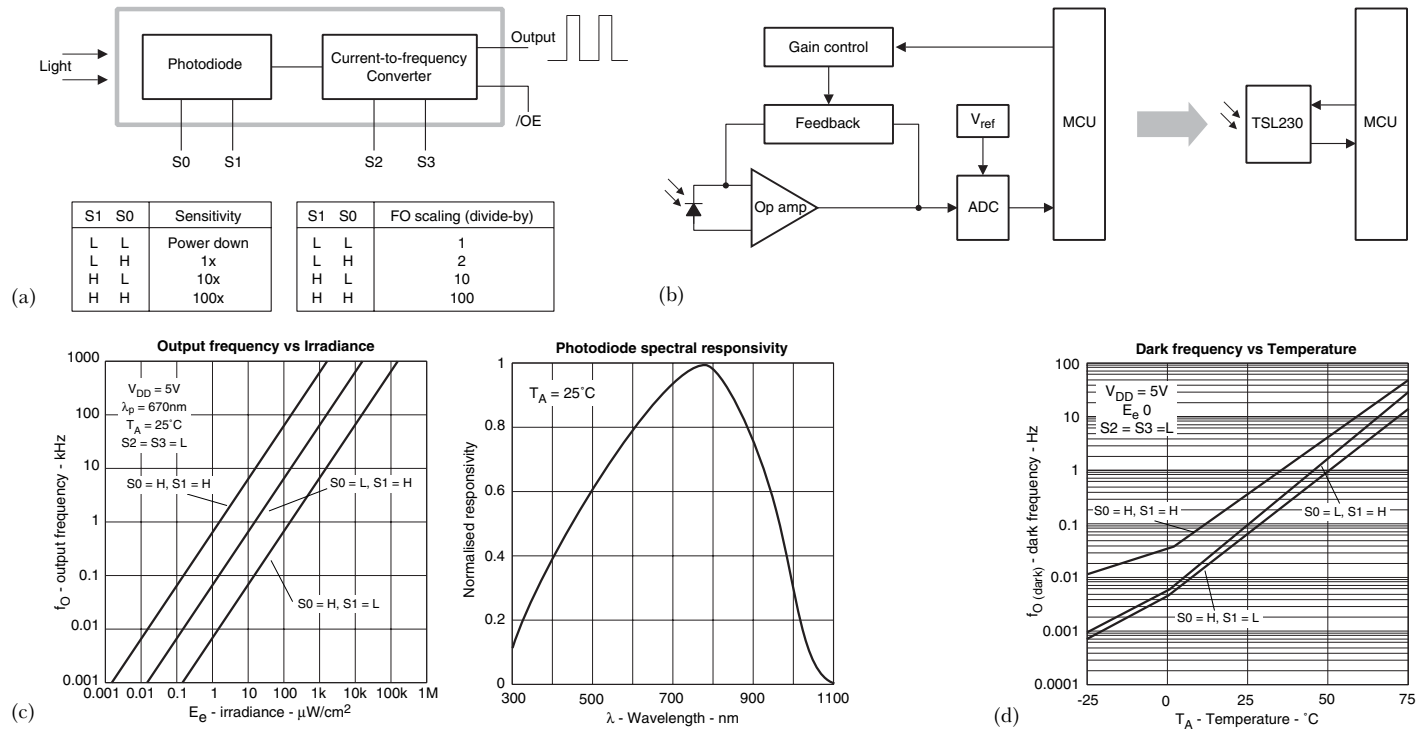 Light
Photodiode
Current-to-frequency
Converter
Output
/OE
S0 S1 S2 S3
S1 S0 Sensitivity
L L Power down
L H 1x
H L 10x
H H 100x
S1 S0 FO scaling (divide-by)
L L 1
L H 2
H L 10
H H 100
(a)
Gain control
Feedback
Op amp
Vref
ADC
MCU
TSL230
MCU
(b)
Output frequency vs Irradiance
VDD = 5V
λp = 670nm
TA = 25˚C
S2 = S3 = L
S0 = H, S1 = H
S0 = L, S1 = H
S0 = H, S1 = L
fO - output frequency - kHz
1000
100
10
1
0.1
0.01
0.001
0.001 0.01 0.1 1 10 100 1k 10k 100k 1M
Ee - irradiance - μW/cm2
(c)
Photodiode spectral responsivity
TA = 25˚C
Normalised responsivity
1
0.8
0.6
0.4
0.2
0
300 500 700 900 1100
λ - Wavelength - nm
Dark frequency vs Temperature
VDD = 5V
Ee 0
S2 = S3 =L
S0 = H, S1 = H
S0 = L, S1 = H
S0 = H, S1 = L
fO (dark) - dark frequency - Hz
100
10
1
0.1
0.01
0.001
0.0001
-25 0 25 50 75
TA - Temperature - ˚C
(d)